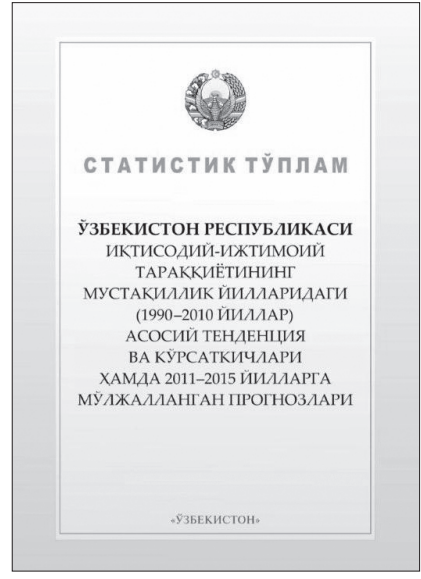 СТАТИСТИК ТЎПЛАМ
ЎЗБЕКИСТОН РЕСПУБЛИКАСИ
ИҚТИСОДИЙ-ИЖТИМОИЙ
ТАРАҚҚИЁТИНИНГ
МУСТАҚИЛЛИК ЙИЛЛАРИДАГИ
(1990–2010 ЙИЛЛАР)
АСОСИЙ ТЕНДЕНЦИЯ
ВА КЎРСАТКИЧЛАРИ
ҲАМДА 2011–2015 ЙИЛЛАРГА
МЎЛЖАЛЛАНГАН ПРОГНОЗЛАРИ
«ЎЗБЕКИСТОН»